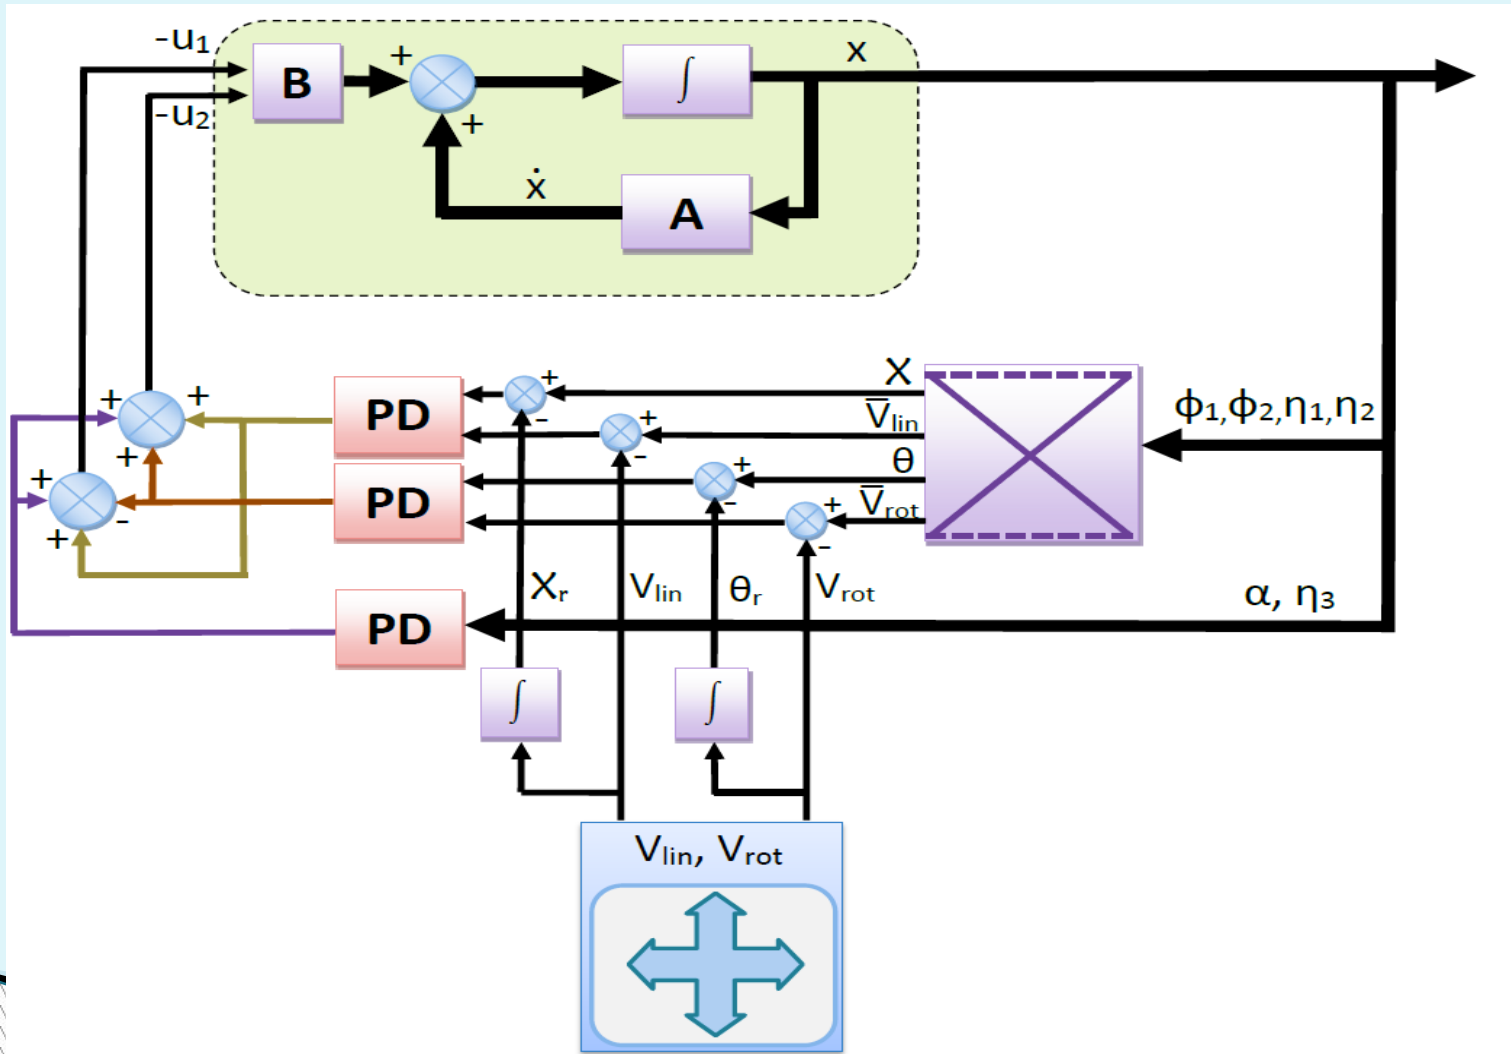 -u₁
x
+
B
∫
-u₂
+
ẋ
A
X
+
+
+
PD
-
V̅lin
+
ϕ₁,ϕ₂,η₁,η₂
+
-
θ
+
+
PD
-
V̅rot
+
-
+
-
Xᵣ
Vlin
θᵣ
Vrot
α, η₃
PD
∫
∫
Vlin, Vrot